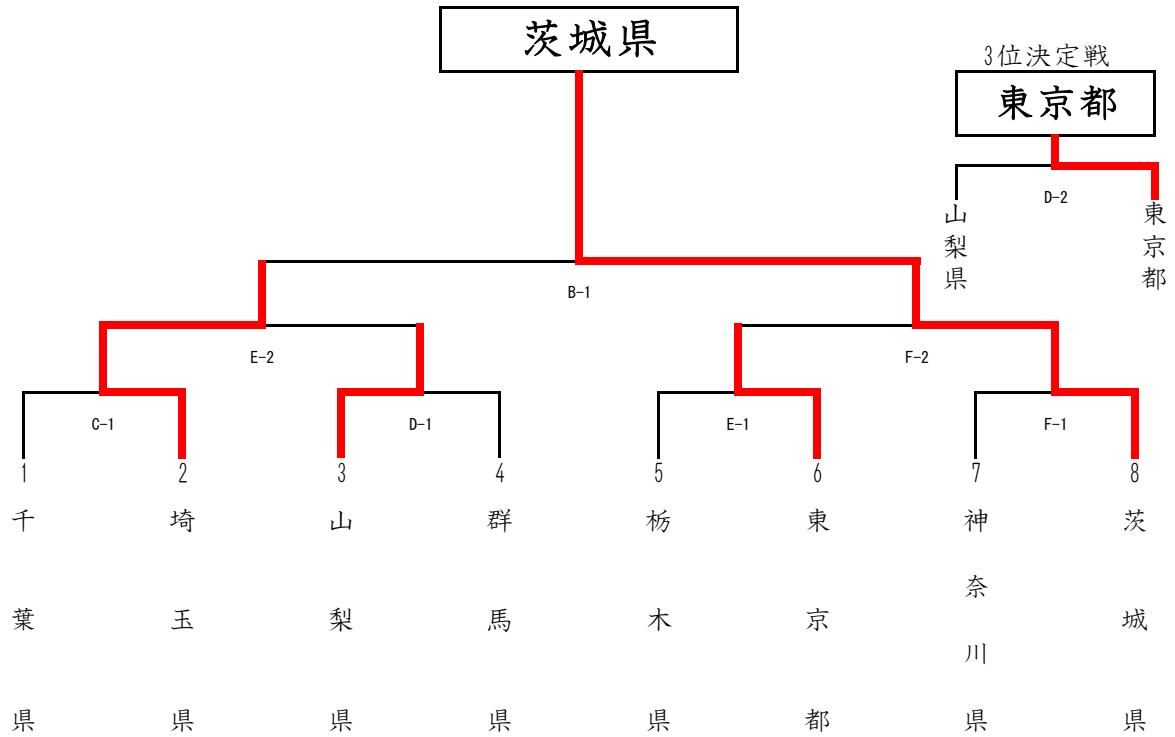 茨城県
3位決定戦
東京都
D-2
山梨県
東京都
B-1
E-2
F-2
C-1
D-1
E-1
F-1
1
2
3
4
5
6
7
8
千葉県
埼玉県
山梨県
群馬県
栃木県
東京都
神奈川県
茨城県